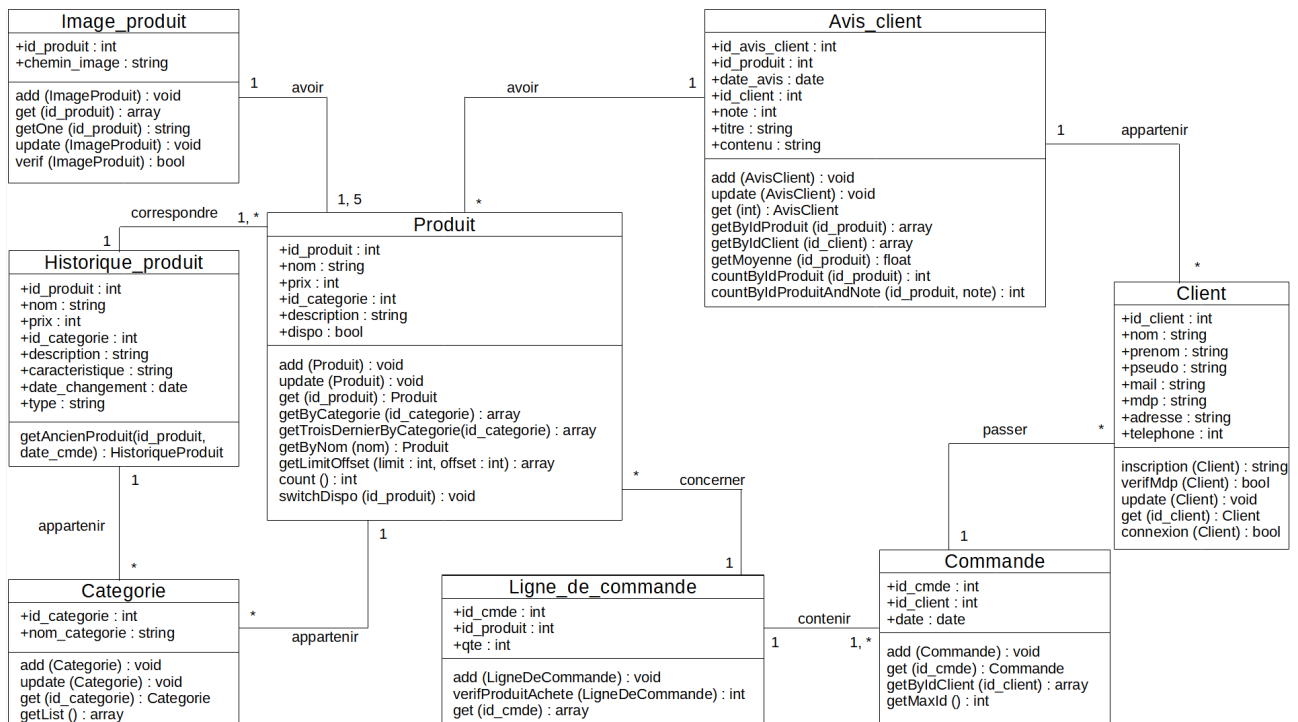 Image_produit
+id_produit : int
+chemin_image : string
add (ImageProduit) : void
get (id_produit) : array
getOne (id_produit) : string
update (ImageProduit) : void
verif (ImageProduit) : bool
1
avoir
1, 5
avoir
1
*
Avis_client
+id_avis_client : int
+id_produit : int
+date_avis : date
+id_client : int
+note : int
+titre : string
+contenu : string
add (AvisClient) : void
update (AvisClient) : void
get (int) : AvisClient
getByIdProduit (id_produit) : array
getByIdClient (id_client) : array
getMoyenne (id_produit) : float
countByIdProduit (id_produit) : int
countByIdProduitAndNote (id_produit, note) : int
1
appartenir
*
correspondre
1, *
1
Historique_produit
+id_produit : int
+nom : string
+prix : int
+id_categorie : int
+description : string
+caracteristique : string
+date_changement : date
+type : string
getAncienProduit(id_produit,
date_cmde) : HistoriqueProduit
Produit
+id_produit : int
+nom : string
+prix : int
+id_categorie : int
+description : string
+dispo : bool
add (Produit) : void
update (Produit) : void
get (id_produit) : Produit
getByCategorie (id_categorie) : array
getTroisDernierByCategorie(id_categorie) : array
getByNom (nom) : Produit
getLimitOffset (limit : int, offset : int) : array
count () : int
switchDispo (id_produit) : void
Client
+id_client : int
+nom : string
+prenom : string
+pseudo : string
+mail : string
+mdp : string
+adresse : string
+telephone : int
inscription (Client) : string
verifMdp (Client) : bool
update (Client) : void
get (id_client) : Client
connexion (Client) : bool
passer
*
1
*
concerner
1
1
appartenir
*
1
*
appartenir
Categorie
+id_categorie : int
+nom_categorie : string
add (Categorie) : void
update (Categorie) : void
get (id_categorie) : Categorie
getList () : array
Ligne_de_commande
+id_cmde : int
+id_produit : int
+qte : int
add (LigneDeCommande) : void
verifProduitAchete (LigneDeCommande) : int
get (id_cmde) : array
contenir
1
1, *
Commande
+id_cmde : int
+id_client : int
+date : date
add (Commande) : void
get (id_cmde) : Commande
getByIdClient (id_client) : array
getMaxId () : int